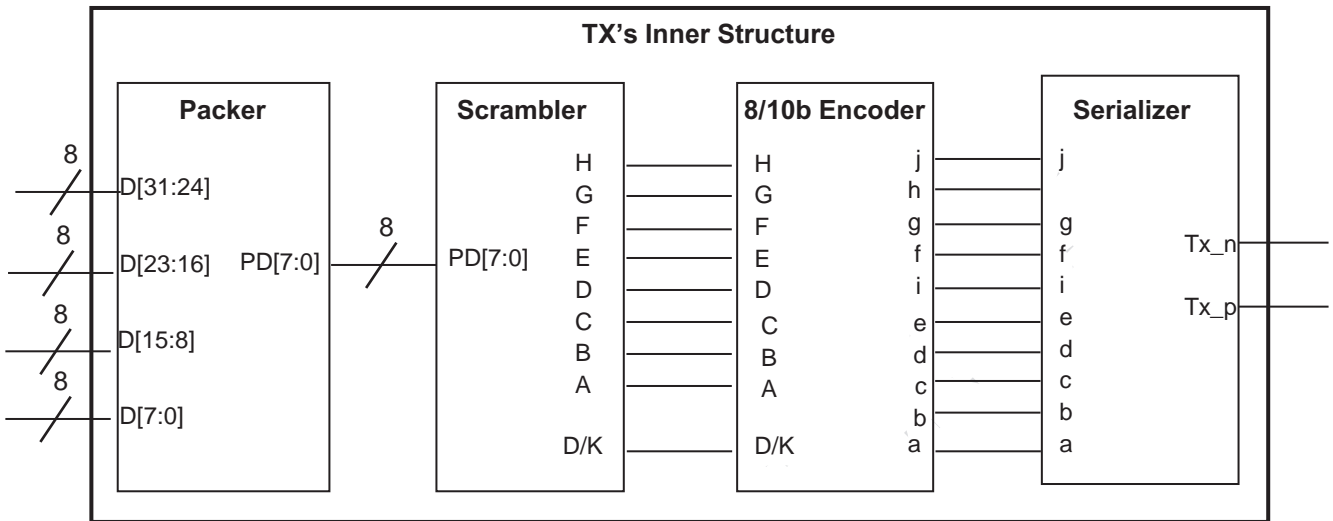 TX's Inner Structure
Packer
8
D[31:24]
8
D[23:16]
8
D[15:8]
8
D[7:0]
PD[7:0]
8
Scrambler
PD[7:0]
H
G
F
E
D
C
B
A
D/K
8/10b Encoder
H
G
F
E
D
C
B
A
D/K
j
h
g
f
i
e
d
c
b
a
Serializer
j
g
f
i
e
d
c
b
a
Tx_n
Tx_p